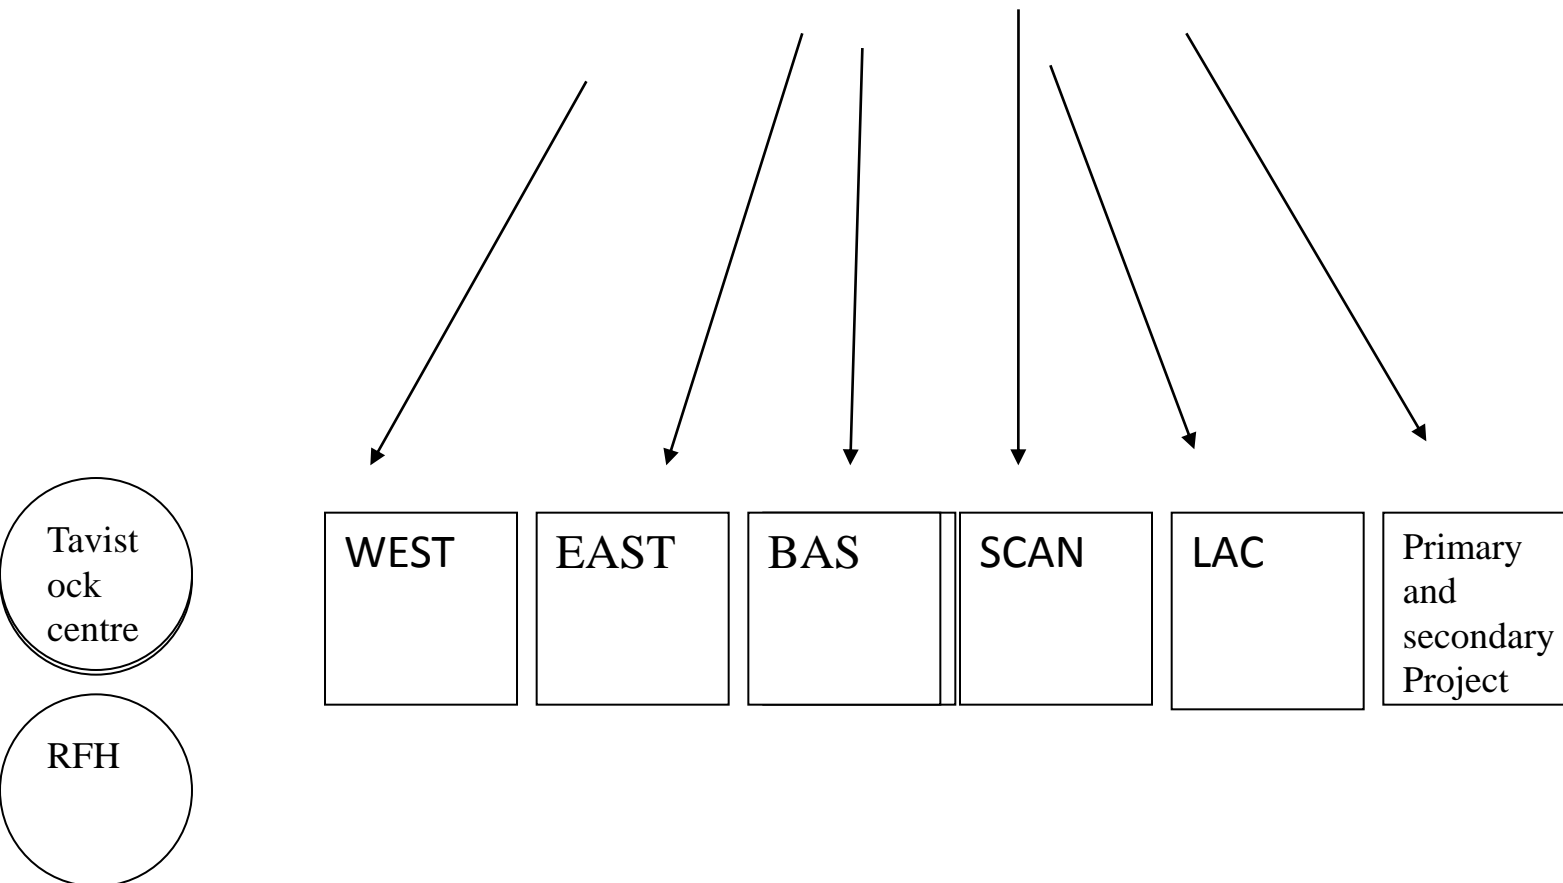 Tavist
ock
centre
RFH
WEST
EAST
BAS
SCAN
LAC
Primary
and
secondary
Project